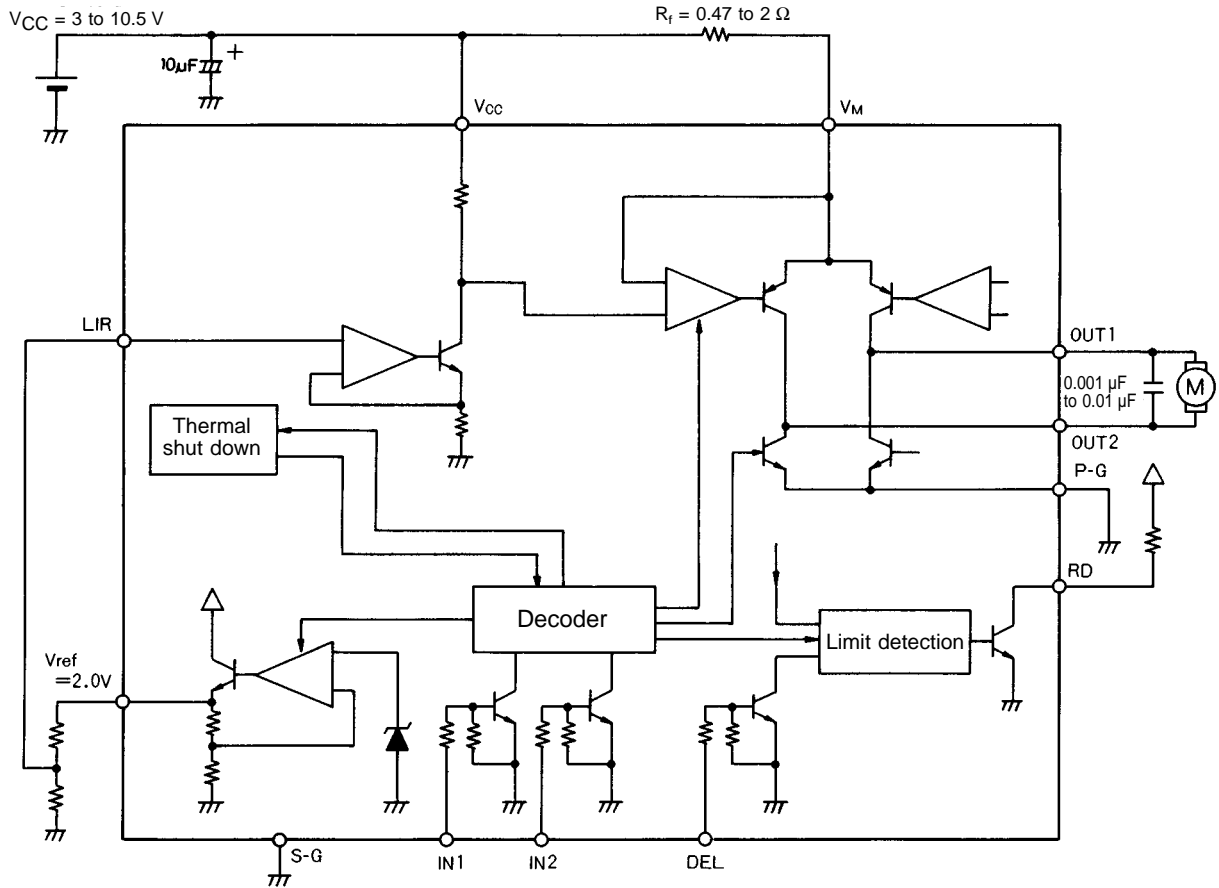 VCC = 3 to 10.5 V
Rf = 0.47 to 2 Ω
+
VCC
VM
LIR
OUT1
0.001 µF
to 0.01 µF
M
OUT2
Thermal
shut down
P-G
RD
Decoder
Limit detection
Vref
=2.0V
S-G
IN1
IN2
DEL